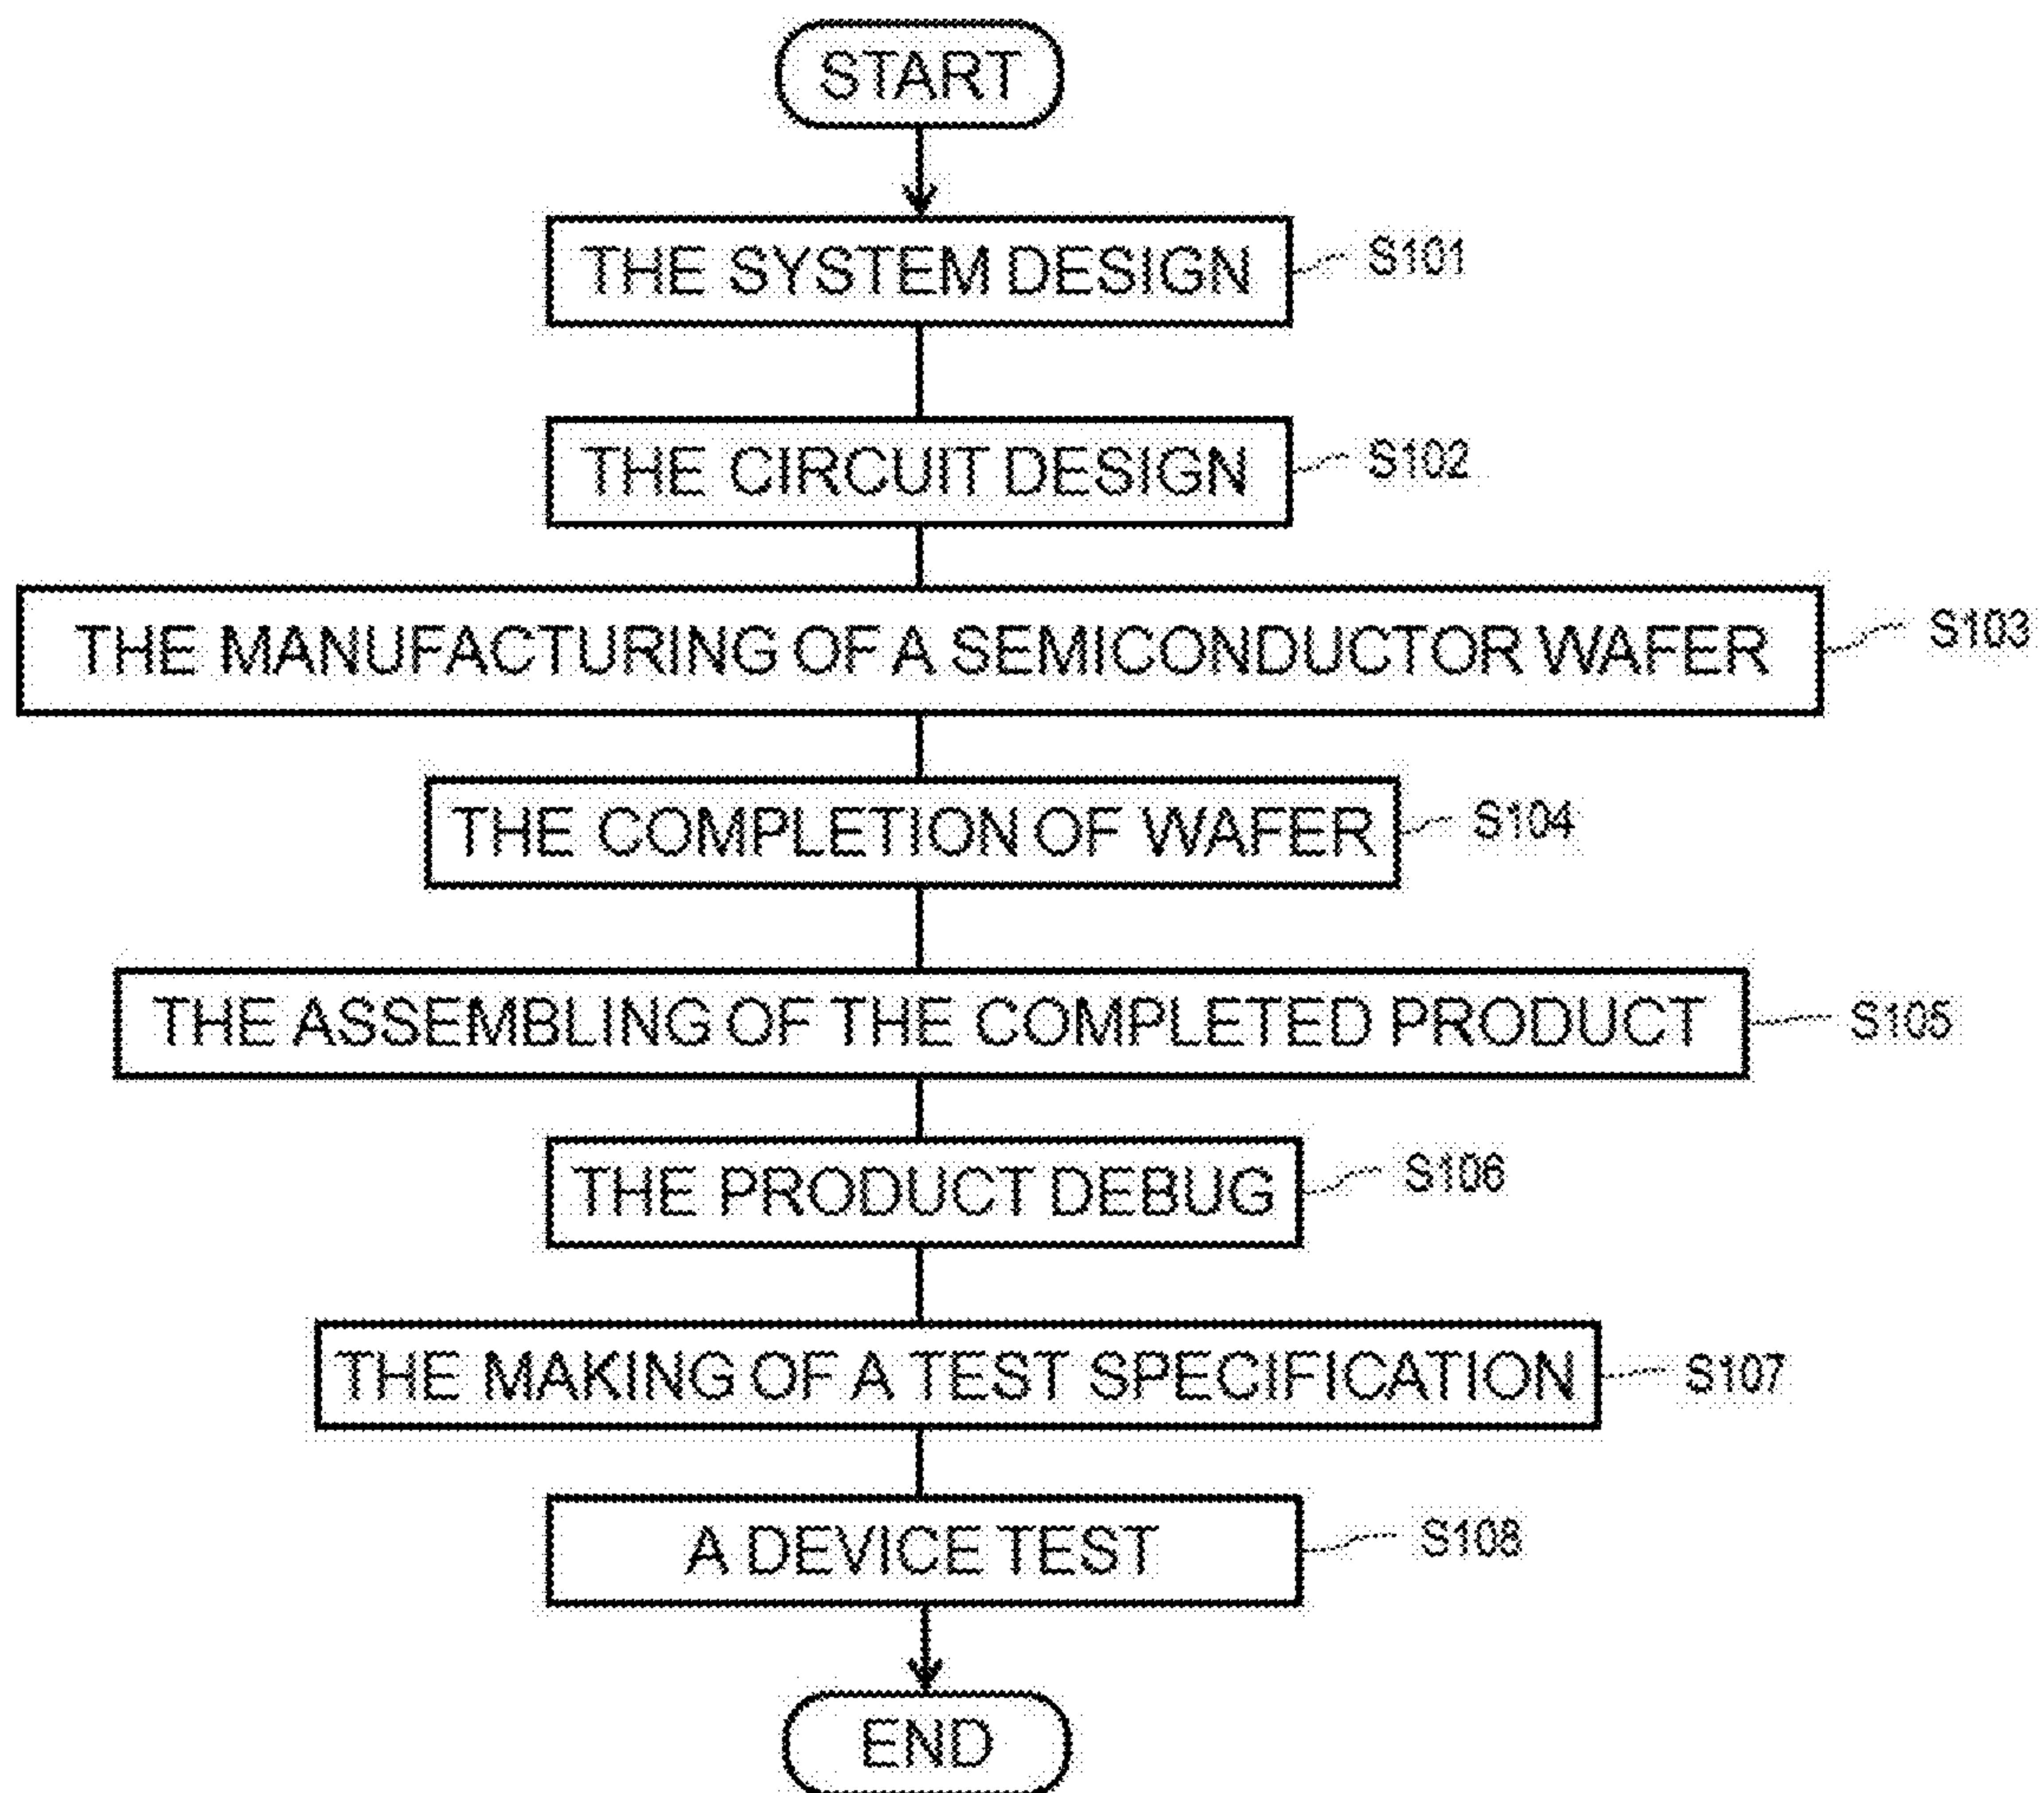 START
THE SYSTEM DESIGN S101
THE CIRCUIT DESIGN S102
THE MANUFACTURING OF A SEMICONDUCTOR WAFER S103
THE COMPLETION OF WAFER S104
THE ASSEMBLING OF THE COMPLETED PRODUCT S105
THE PRODUCT DEBUG S106
THE MAKING OF A TEST SPECIFICATION S107
A DEVICE TEST S108
END